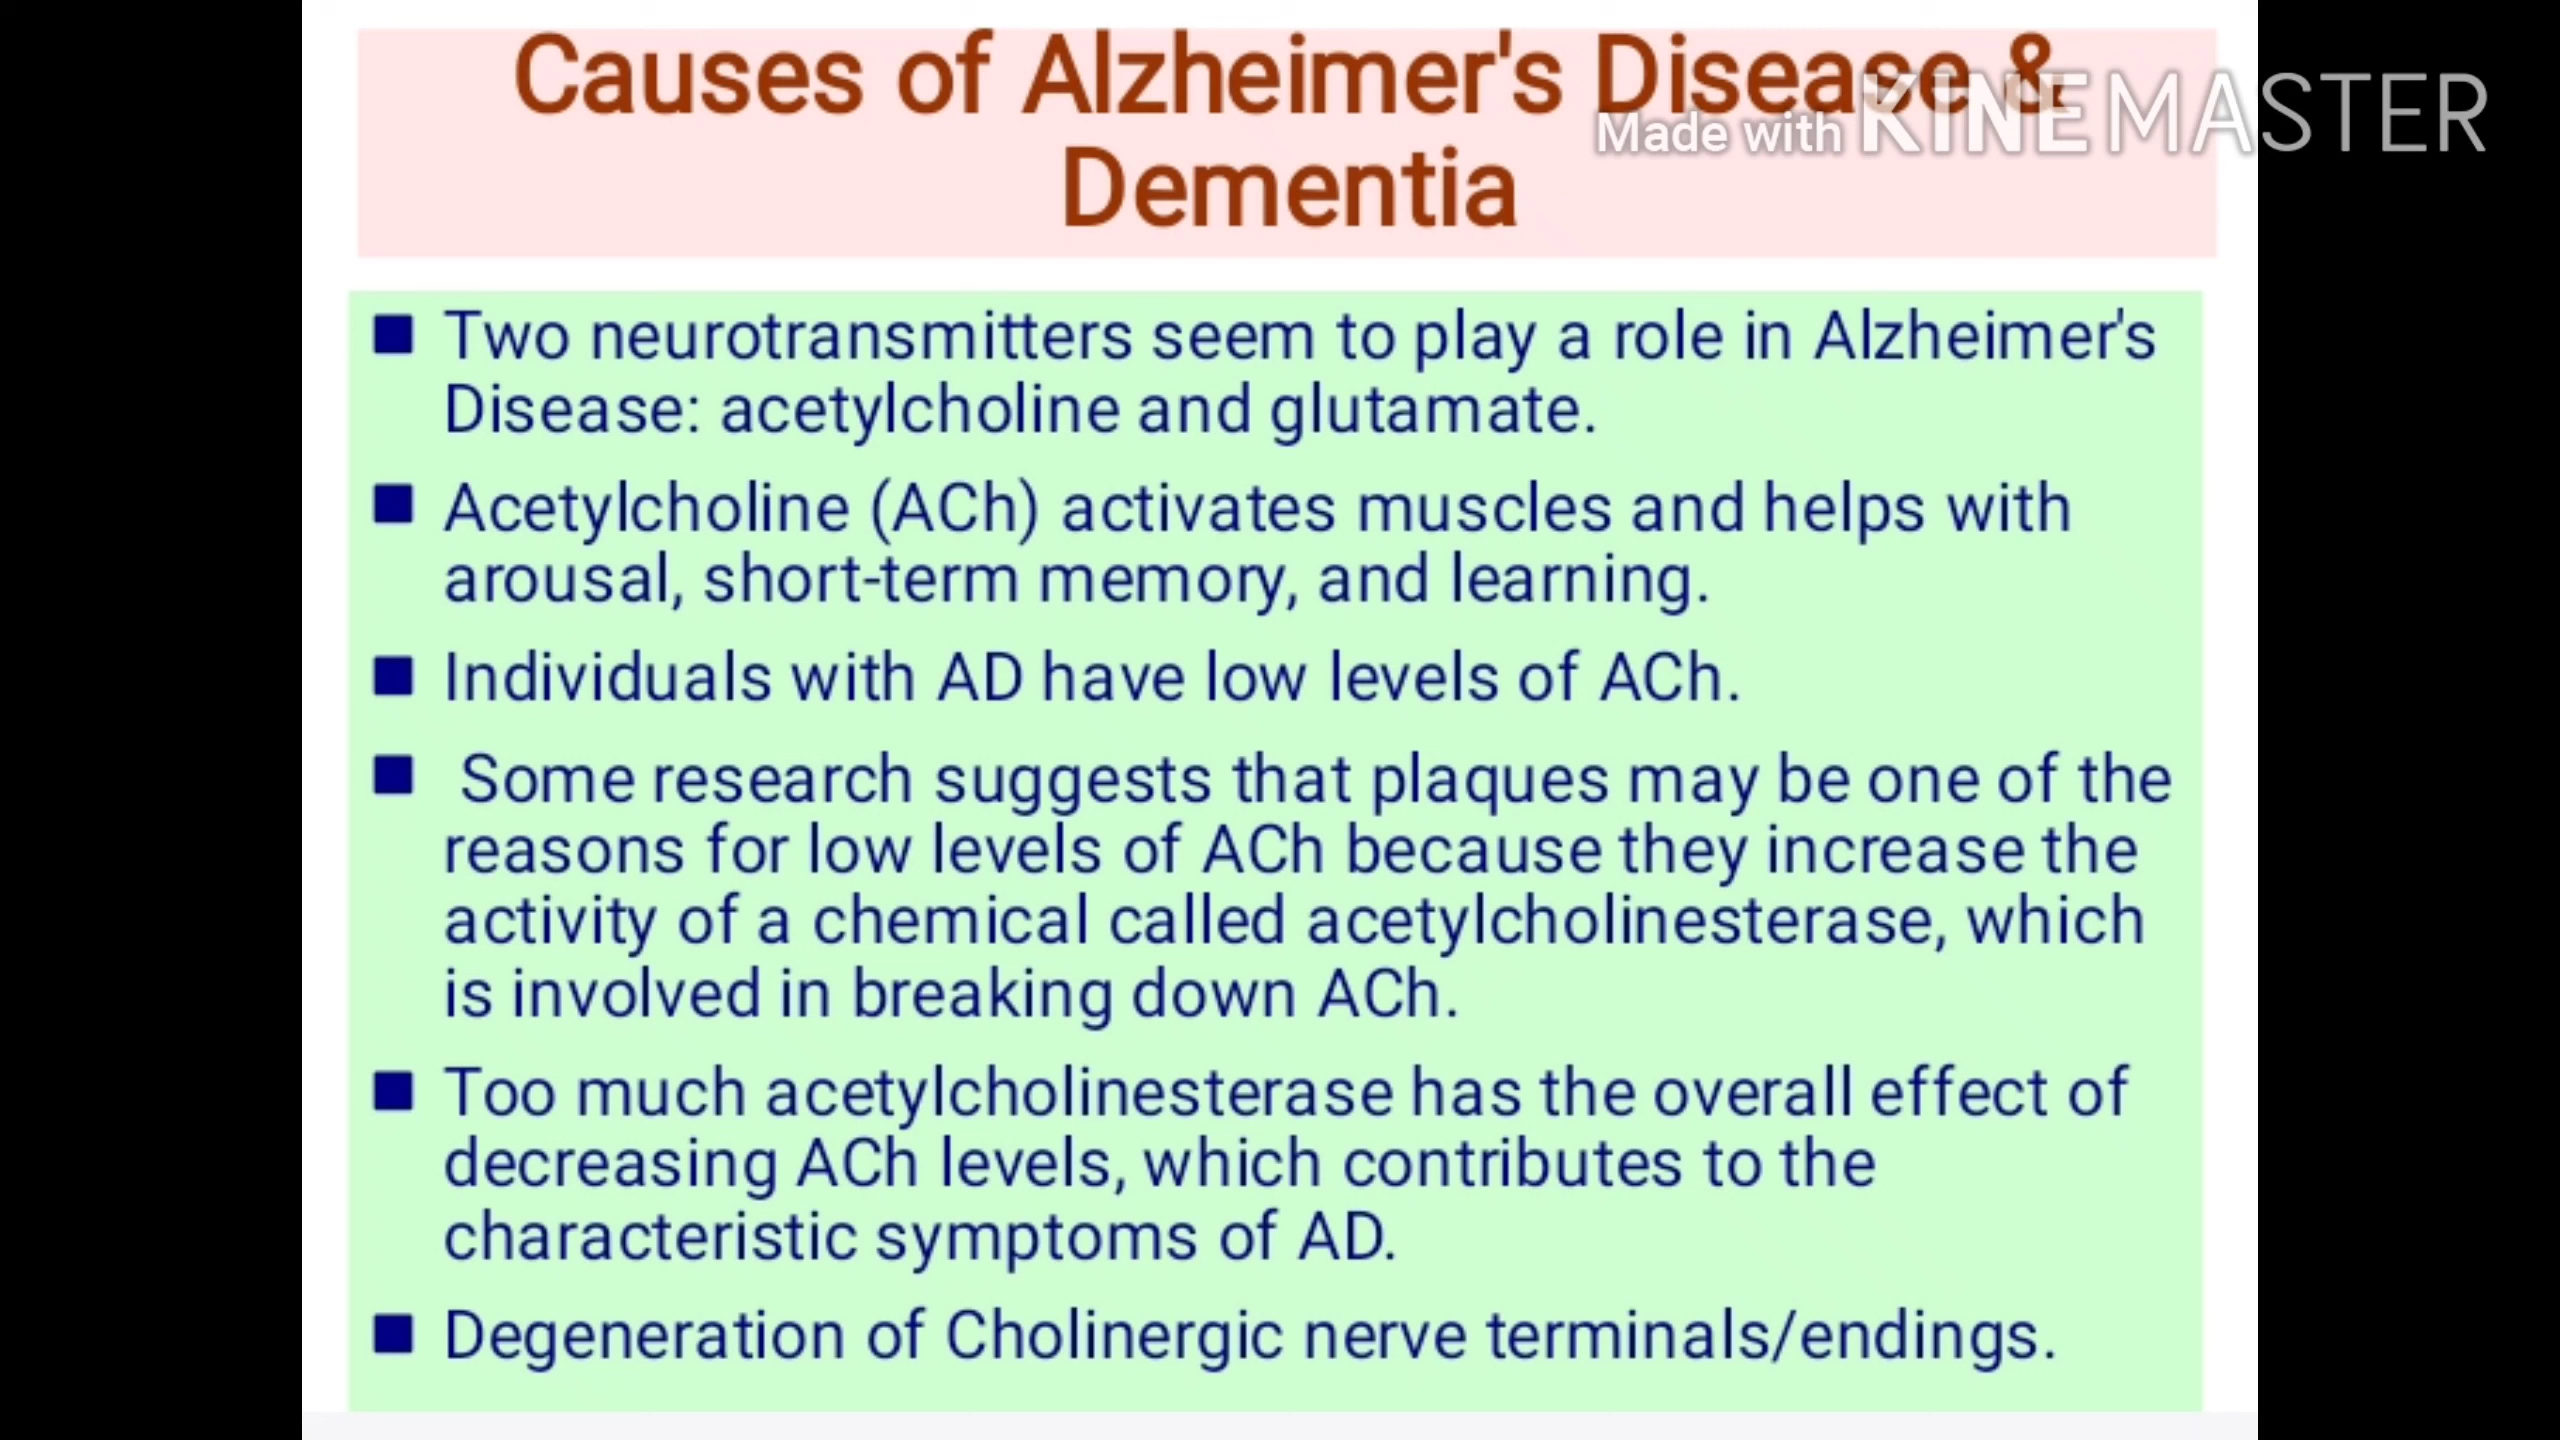 Causes of Alzheimer's Disease &
Made with KINEMASTER
Dementia
■ Two neurotransmitters seem to play a role in Alzheimer's
Disease: acetylcholine and glutamate.
■ Acetylcholine (ACh) activates muscles and helps with
arousal, short-term memory, and learning.
■ Individuals with AD have low levels of ACh.
■ Some research suggests that plaques may be one of the
reasons for low levels of ACh because they increase the
activity of a chemical called acetylcholinesterase, which
is involved in breaking down ACh.
■ Too much acetylcholinesterase has the overall effect of
decreasing ACh levels, which contributes to the
characteristic symptoms of AD.
■ Degeneration of Cholinergic nerve terminals/endings.